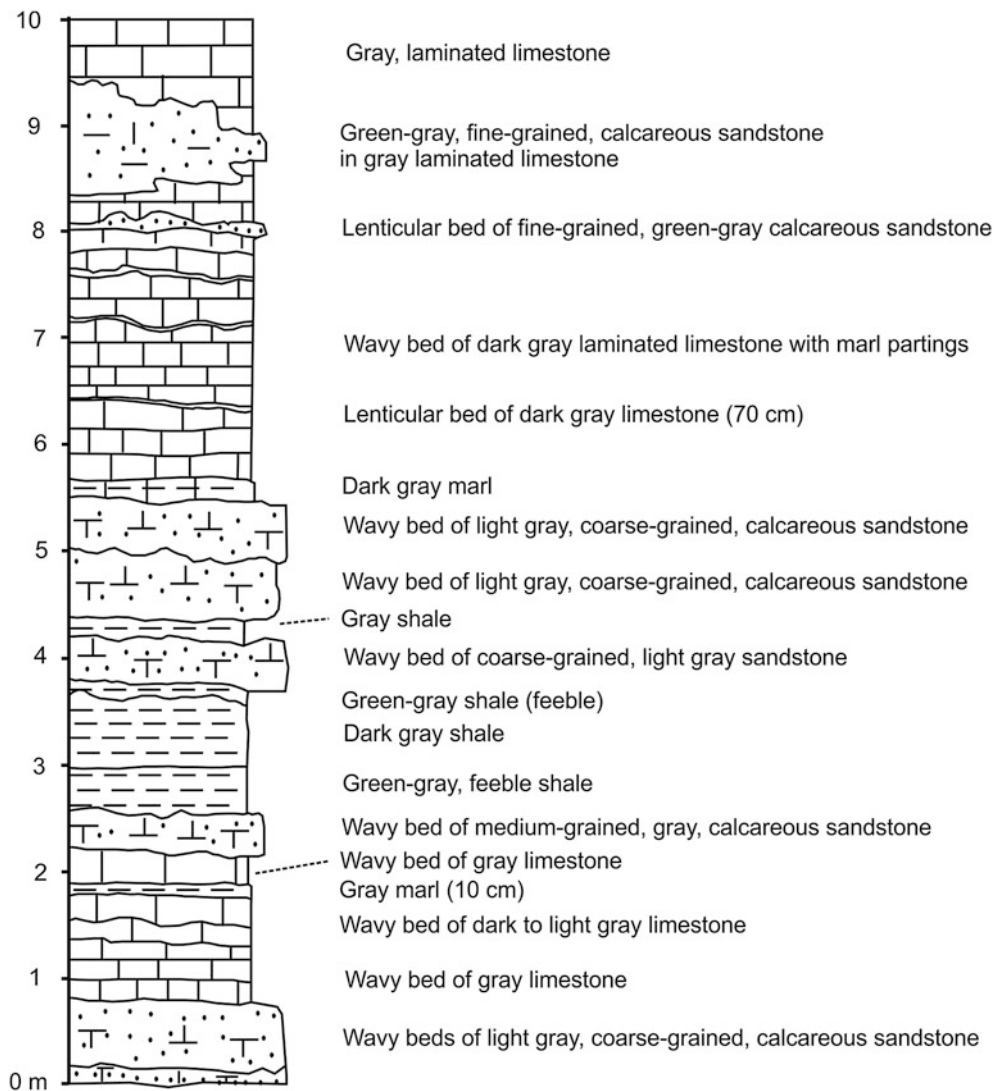 10
Gray, laminated limestone
9
Green-gray, fine-grained, calcareous sandstone
in gray laminated limestone
8
Lenticular bed of fine-grained, green-gray calcareous sandstone
7
Wavy bed of dark gray laminated limestone with marl partings
Lenticular bed of dark gray limestone (70 cm)
6
Dark gray marl
Wavy bed of light gray, coarse-grained, calcareous sandstone
5
Wavy bed of light gray, coarse-grained, calcareous sandstone
Gray shale
4
Wavy bed of coarse-grained, light gray sandstone
Green-gray shale (feeble)
Dark gray shale
3
Green-gray, feeble shale
Wavy bed of medium-grained, gray, calcareous sandstone
2
Wavy bed of gray limestone
Gray marl (10 cm)
Wavy bed of dark to light gray limestone
1
Wavy bed of gray limestone
Wavy beds of light gray, coarse-grained, calcareous sandstone
0 m